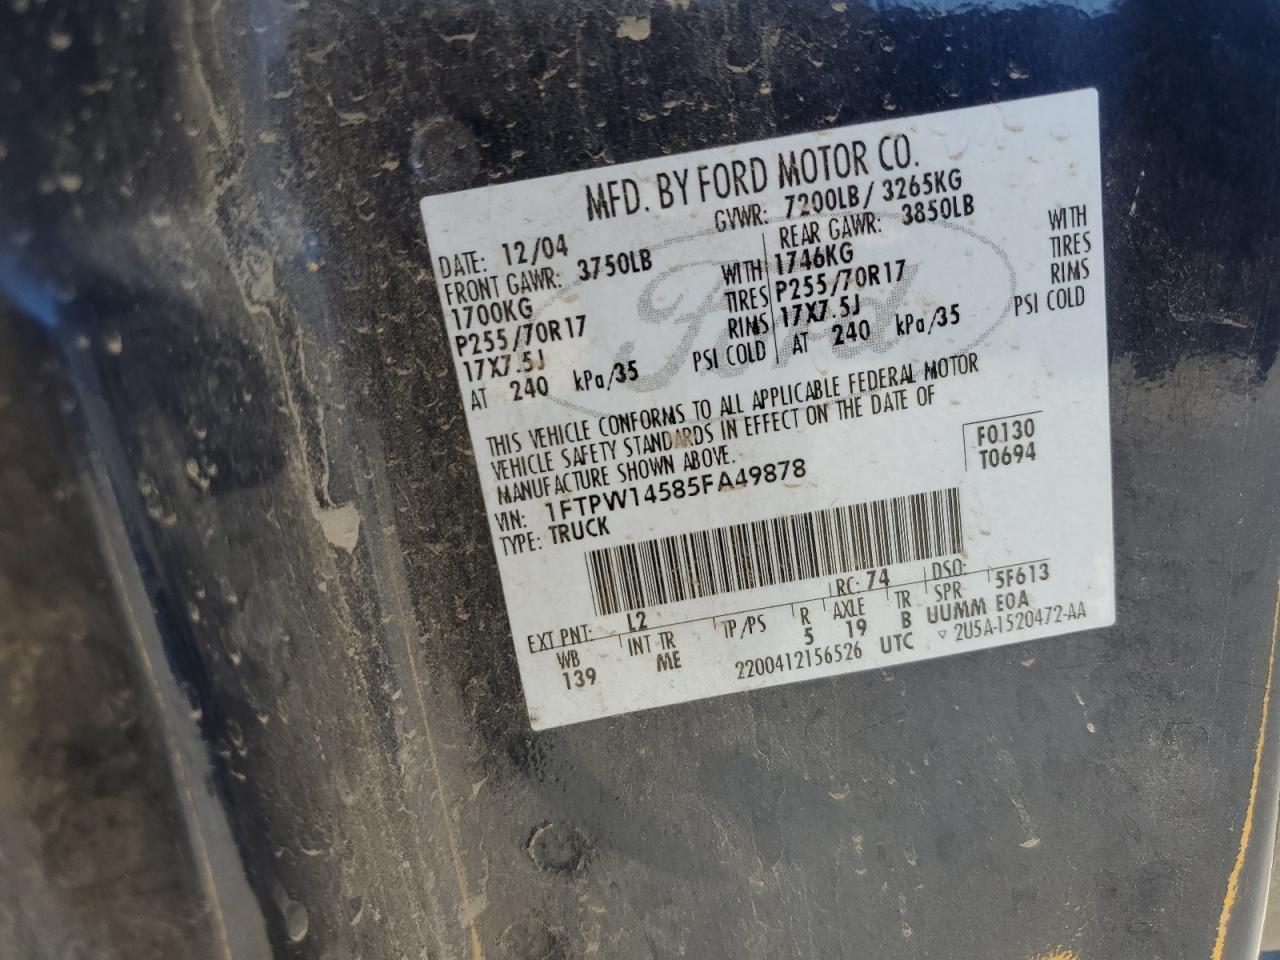 MFD. BY FORD MOTOR CO.
DATE: 12/04 GVWR: 7200LB / 3265KG
FRONT GAWR: 3750LB REAR GAWR: 3850LB
1700KG WITH 1746KG WITH
P255/70R17 TIRES P255/70R17 TIRES
17X7.5J RIMS 17X7.5J RIMS
AT 240 kPa/35 PSI COLD AT 240 kPa/35 PSI COLD
THIS VEHICLE CONFORMS TO ALL APPLICABLE FEDERAL MOTOR
VEHICLE SAFETY STANDARDS IN EFFECT ON THE DATE OF
MANUFACTURE SHOWN ABOVE.
VIN: 1FTPW14585FA49878 F0130
TYPE: TRUCK T0694
EXT PNT: L2 RC: 74 DSO:
WB INT TR TP/PS R AXLE TR SPR 5F613
139 ME 5 19 B UUMM E0A
2200412156526 UTC ▽ 2U5A-1520472-AA
Ford